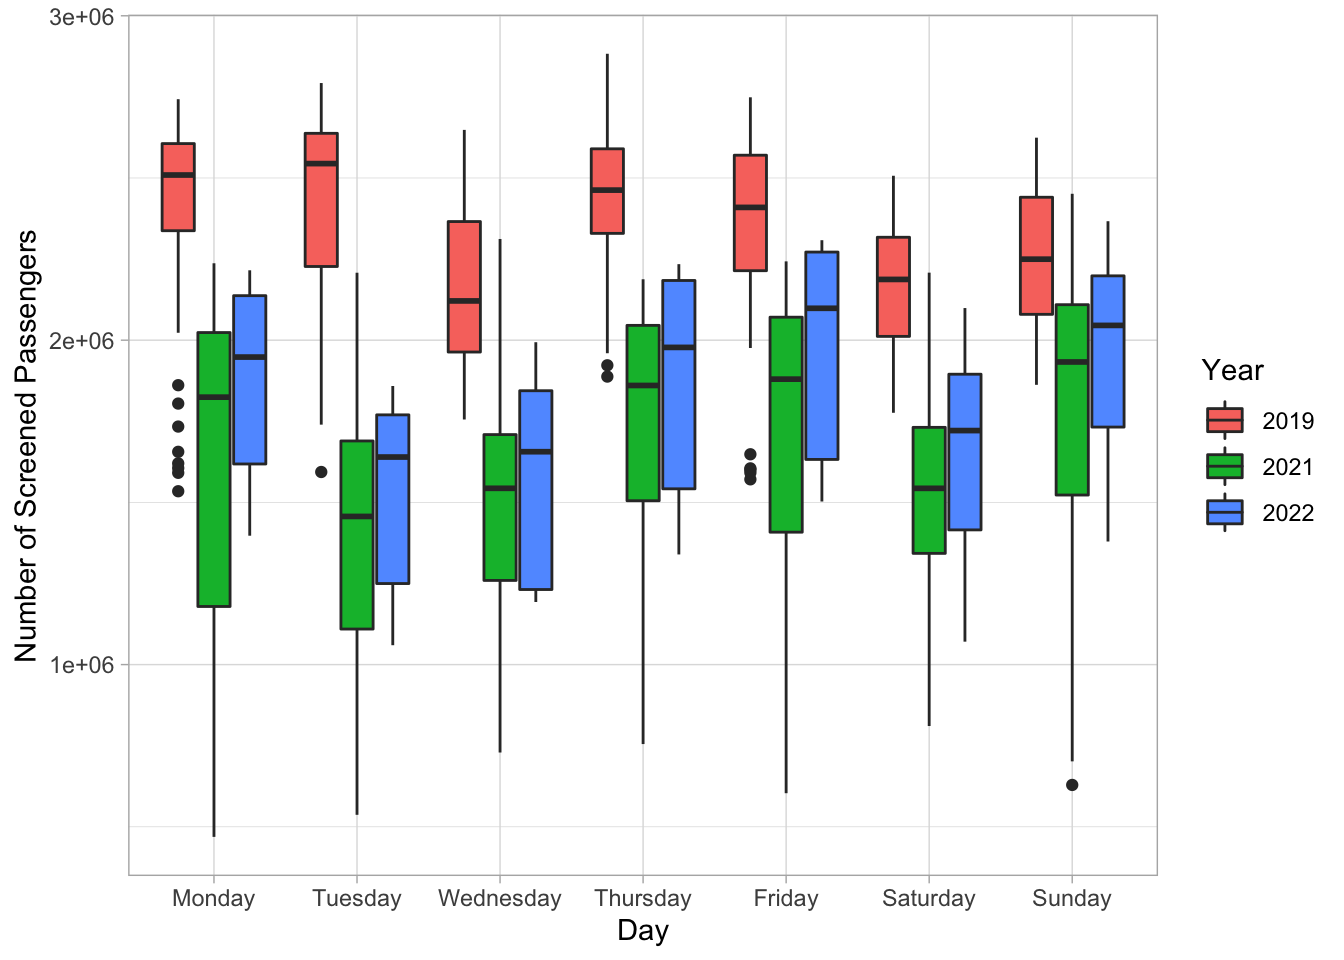 Number of Screened Passengers
3e+06
2e+06
1e+06
Monday
Tuesday
Wednesday
Thursday
Friday
Saturday
Sunday
Day
Year
2019
2021
2022